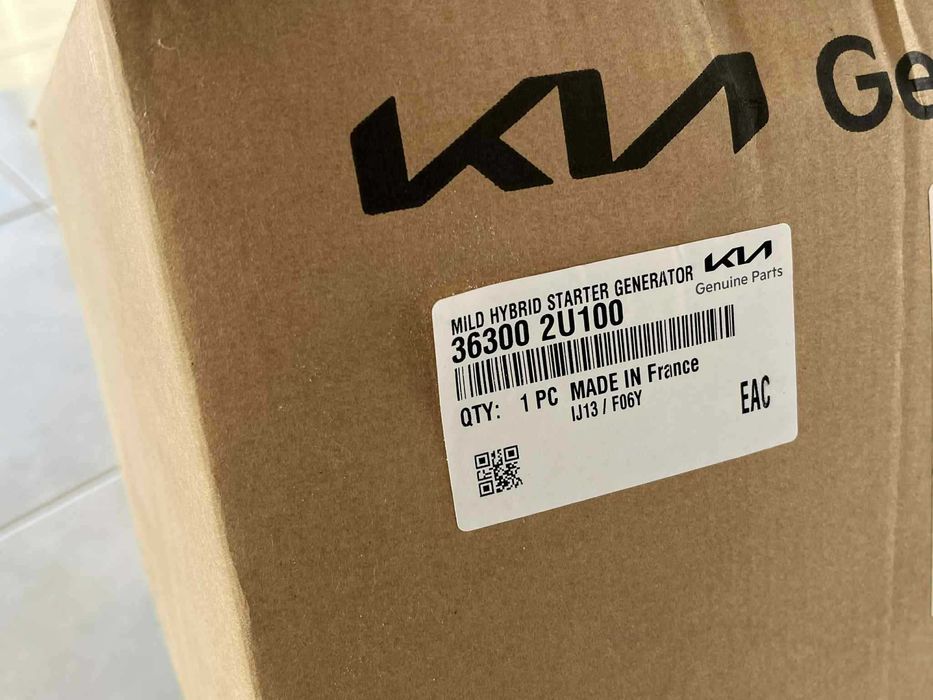 KIA Ge
MILD HYBRID STARTER GENERATOR
KIA
Genuine Parts
36300 2U100
QTY: 1 PC MADE IN France
IJ13 / F06Y
EAC